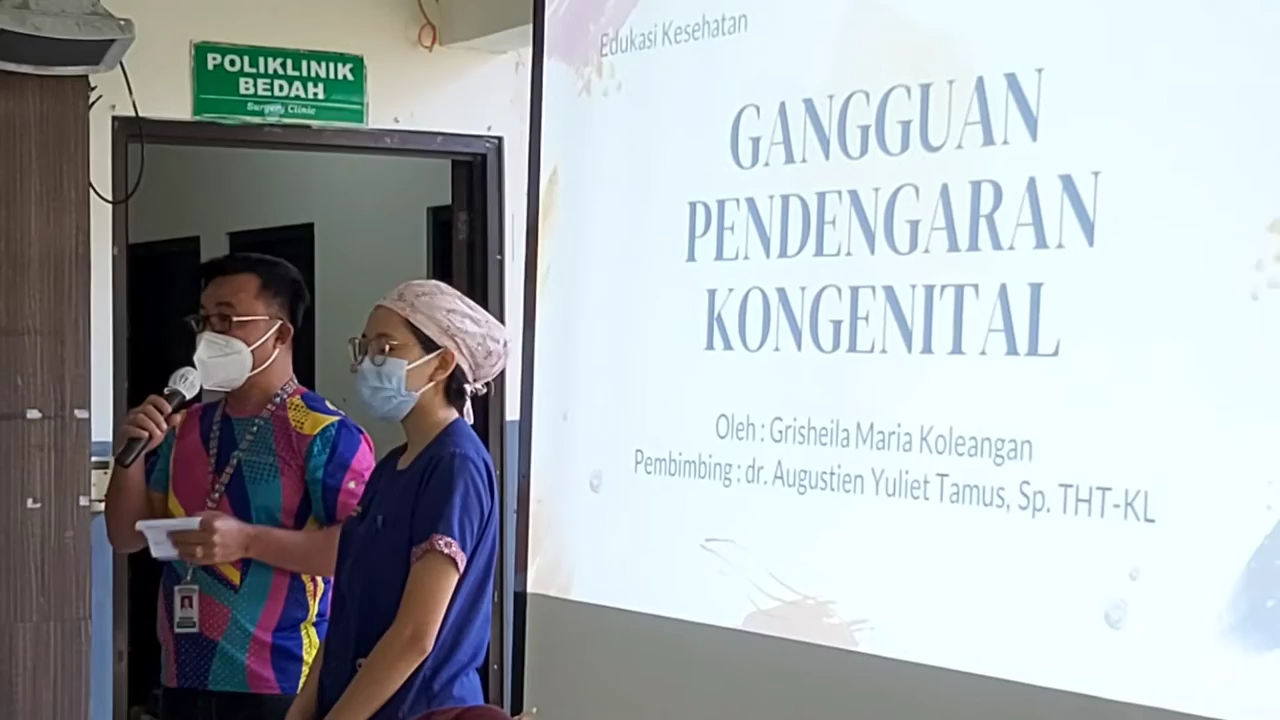 POLIKLINIK
BEDAH
Surgery Clinic
Edukasi Kesehatan
GANGGUAN
PENDENGARAN
KONGENITAL
Oleh : Grisheila Maria Koleangan
Pembimbing : dr. Augustien Yuliet Tamus, Sp. THT-KL